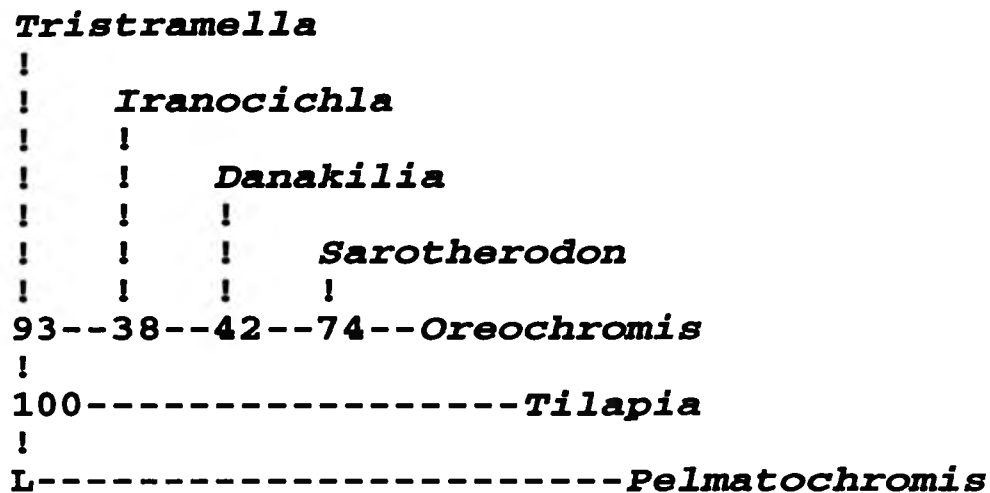 Tristramella
!
!    Iranocichla
!    !
!    !    Danakilia
!    !    !
!    !    !    Sarotherodon
!    !    !    !
93--38--42--74--Oreochromis
!
100------------------Tilapia
!
L------------------------Pelmatochromis